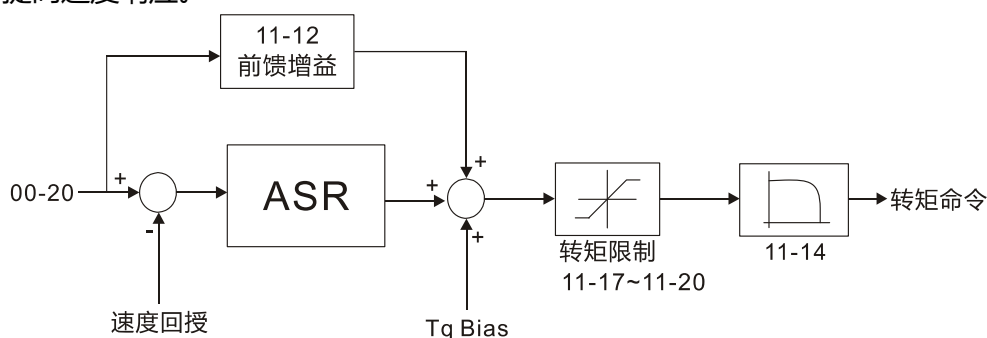 提高速度响应。
11-12
前馈增益
00-20
+
-
ASR
+
+
+
速度回授
Tq Bias
转矩限制
11-17~11-20
11-14
转矩命令